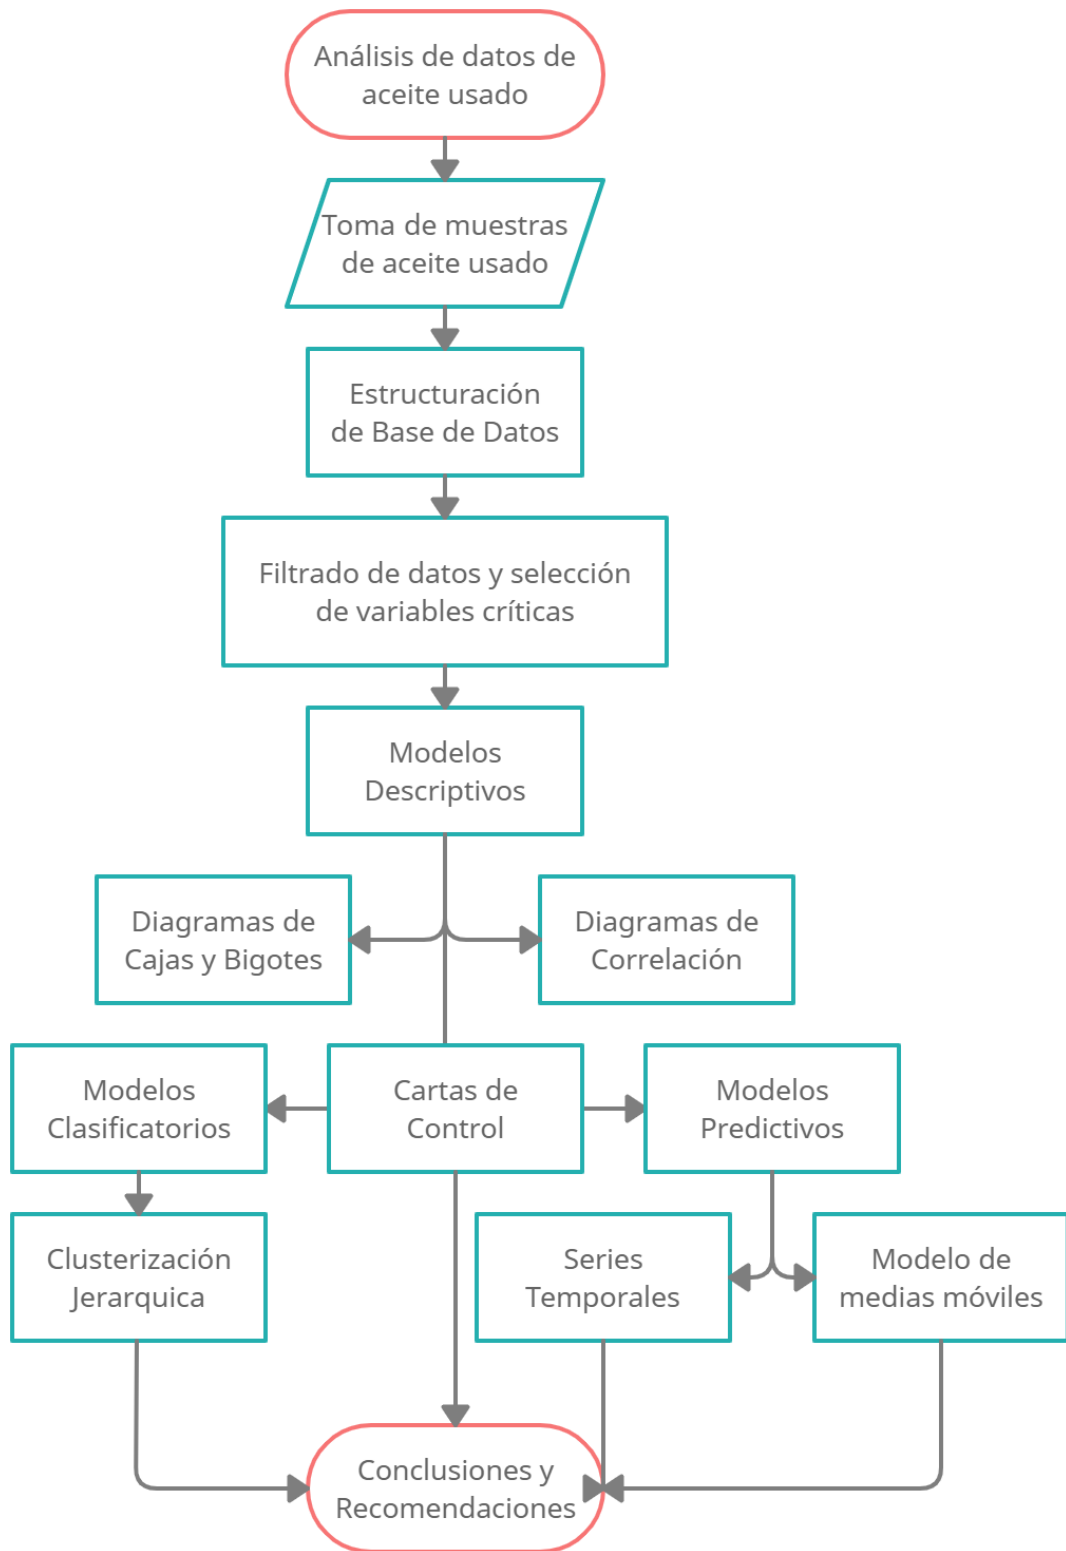 Análisis de datos de
aceite usado
Toma de muestras
de aceite usado
Estructuración
de Base de Datos
Filtrado de datos y selección
de variables críticas
Modelos
Descriptivos
Diagramas de
Cajas y Bigotes
Diagramas de
Correlación
Modelos
Clasificatorios
Cartas de
Control
Modelos
Predictivos
Clusterización
Jerarquica
Series
Temporales
Modelo de
medias móviles
Conclusiones y
Recomendaciones